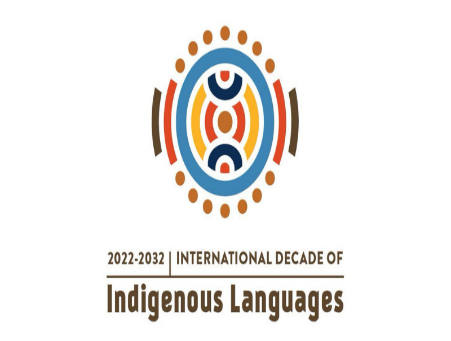 2022-2032 | INTERNATIONAL DECADE OF
Indigenous Languages